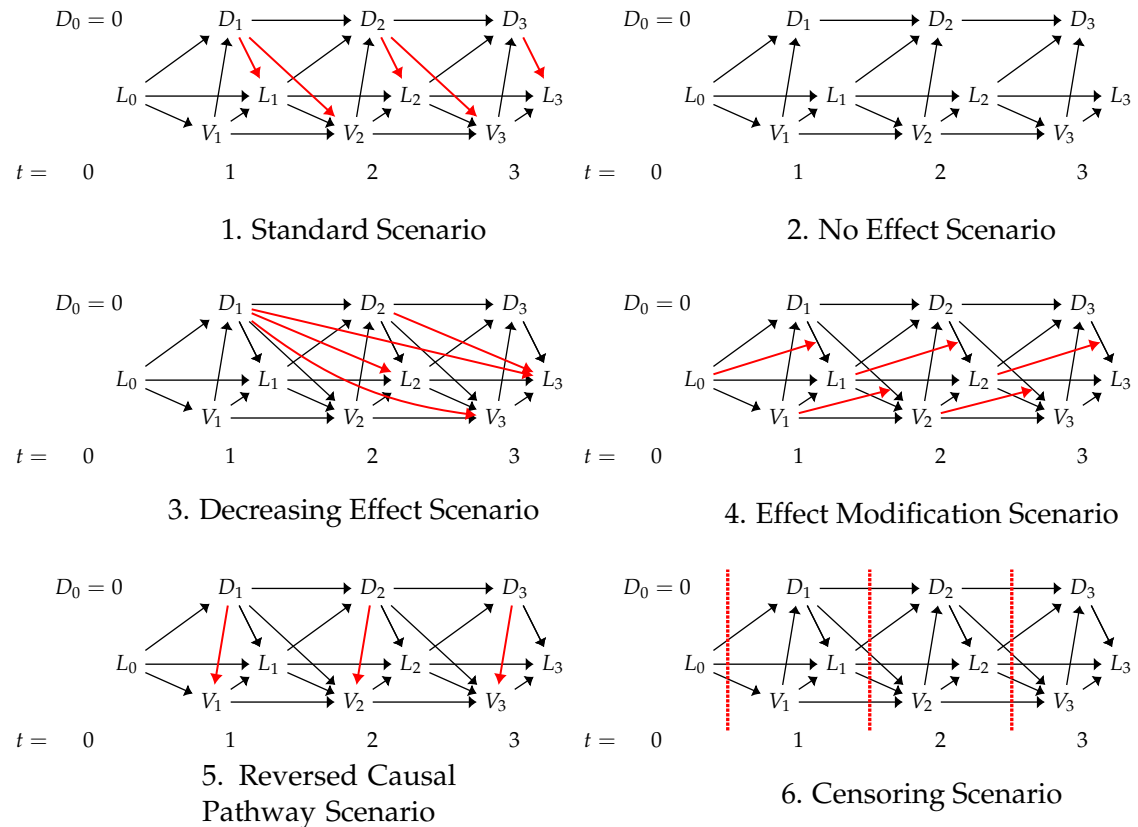 D₀ = 0 D₁ D₂ D₃
L₀ L₁ L₂ L₃
V₁ V₂ V₃
t = 0 1 2 3
1. Standard Scenario
D₀ = 0 D₁ D₂ D₃
L₀ L₁ L₂ L₃
V₁ V₂ V₃
t = 0 1 2 3
2. No Effect Scenario
D₀ = 0 D₁ D₂ D₃
L₀ L₁ L₂ L₃
V₁ V₂ V₃
t = 0 1 2 3
3. Decreasing Effect Scenario
D₀ = 0 D₁ D₂ D₃
L₀ L₁ L₂ L₃
V₁ V₂ V₃
t = 0 1 2 3
4. Effect Modification Scenario
D₀ = 0 D₁ D₂ D₃
L₀ L₁ L₂ L₃
V₁ V₂ V₃
t = 0 1 2 3
5. Reversed Causal
Pathway Scenario
D₀ = 0 D₁ D₂ D₃
L₀ L₁ L₂ L₃
V₁ V₂ V₃
t = 0 1 2 3
6. Censoring Scenario